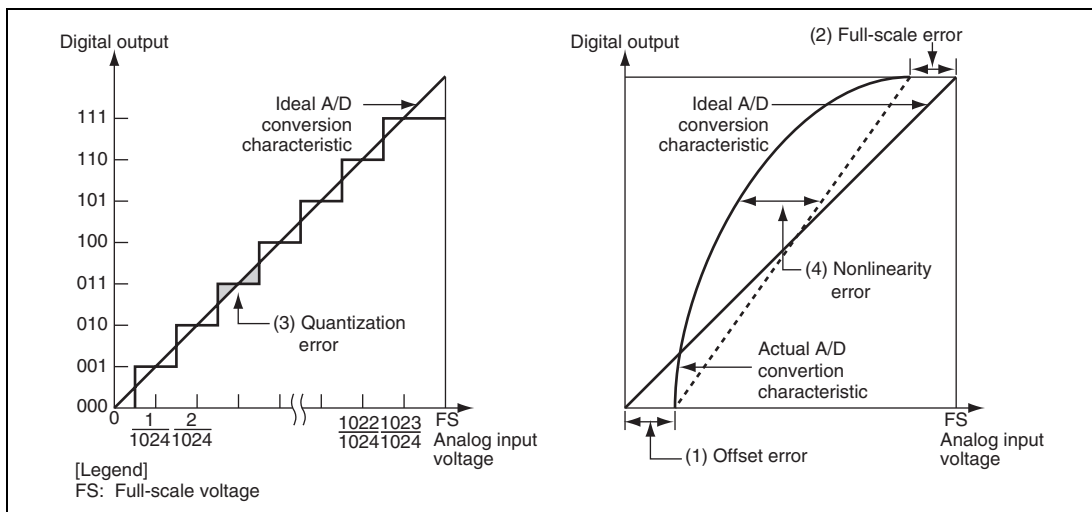 Digital output
111
110
101
100
011
010
001
000
Ideal A/D
conversion
characteristic
(3) Quantization
error
0
1
1024
2
1024
1022
1024
1023
1024
FS
Analog input
voltage
[Legend]
FS: Full-scale voltage
(2) Full-scale error
Digital output
Ideal A/D
conversion
characteristic
(4) Nonlinearity
error
Actual A/D
convertion
characteristic
FS
Analog input
voltage
(1) Offset error